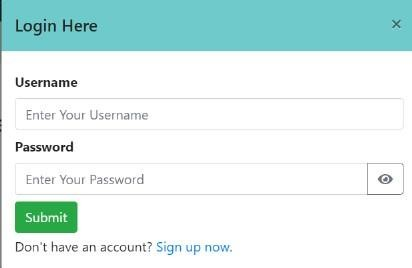 Login Here ×
Username
Enter Your Username
Password
Enter Your Password
Submit
Don't have an account? Sign up now.